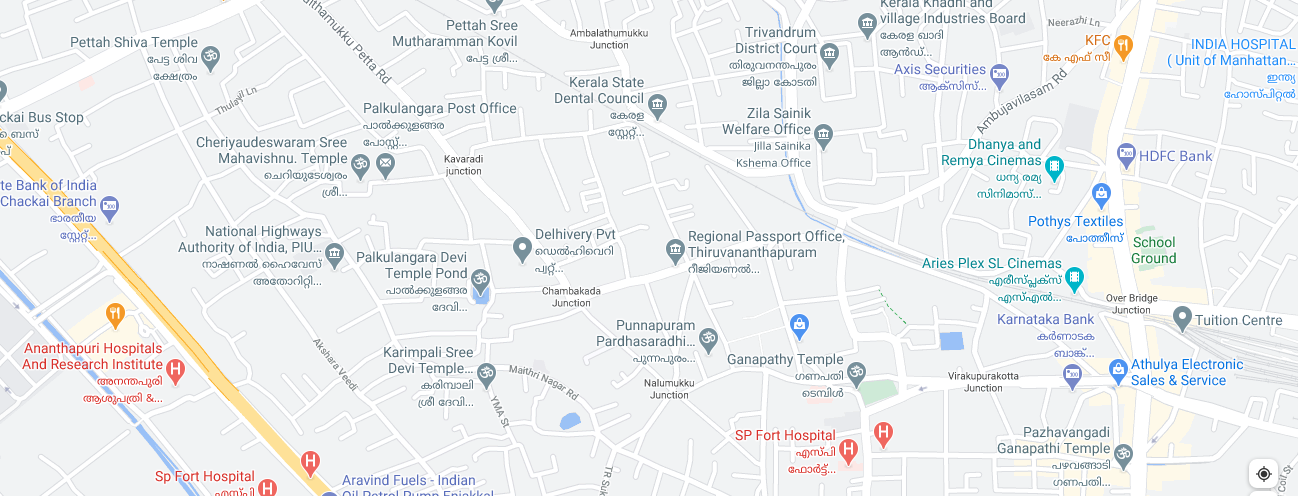 Pettah Shiva Temple
പേട്ട ശിവ
ക്ഷേത്രം
Pettah Sree
Mutharamman Kovil
പേട്ട ശ്രീ...
Ambalathumukku
Junction
Trivandrum
District Court
തിരുവനന്തപുരം
ജില്ലാ കോടതി
Kerala Khadhi and
village Industries Board
കേരള ഖാദി
ആൻഡ്...
Neerazhi Ln
KFC
കേ എഫ് സീ
INDIA HOSPITAL
( Unit of Manhattan...
ഇന്ത്യ
ഹോസ്പിറ്റൽ
Axis Securities
ആക്സിസ്...
Ambujavilasam Rd
Kerala State
Dental Council
കേരള
സ്റ്റേറ്റ്...
Thulayil Ln
Palkulangara Post Office
പാൽക്കുളങ്ങര
പോസ്റ്റ്...
Zila Sainik
Welfare Office
Jilla Sainika
Kshema Office
ckai Bus Stop
Cheriyaudeswaram Sree
Mahavishnu. Temple
ചെറിയുടേശ്വരം
ശ്രീ...
Kavaradi
junction
Dhanya and
Remya Cinemas
ധന്യ രമ്യ
സിനിമാസ്...
HDFC Bank
te Bank of India
Chackai Branch
ഭാരതീയ
സ്റ്റേറ്റ്...
Pothys Textiles
പോത്തീസ്
National Highways
Authority of India, PIU...
നാഷണൽ ഹൈവേസ്
അതോറിറ്റി...
Delhivery Pvt
ഡെൽഹിവെറി
പ്വറ്റ്...
Regional Passport Office,
Thiruvananthapuram
റീജിയണൽ...
School
Ground
Palkulangara Devi
Temple Pond
പാൽക്കുളങ്ങര
ദേവി...
Aries Plex SL Cinemas
എരീസ്പ്ലക്സ്
എസ്എൽ...
Chambakada
Junction
Over Bridge
Junction
Tuition Centre
Karnataka Bank
കർണാടക
ബാങ്ക്...
Punnapuram
Pardhasaradhi...
പുന്നപുരം...
Ananthapuri Hospitals
And Research Institute
അനന്തപുരി
ആശുപത്രി &...
Akshara Veedi
Karimpali Sree
Devi Temple...
കരിമ്പാലി
ശ്രീ ദേവി...
Maithri Nagar Rd
YMA St
Ganapathy Temple
ഗണപതി
ടെമ്പിൾ
Nalumukku
Junction
Virakupurakotta
Junction
Athulya Electronic
Sales & Service
SP Fort Hospital
എസ്പി
ഫോർട്ട്...
Pazhavangadi
Ganapathi Temple
പഴവങ്ങാടി
ഗണപതി...
Sp Fort Hospital
എസ്പി
Aravind Fuels - Indian